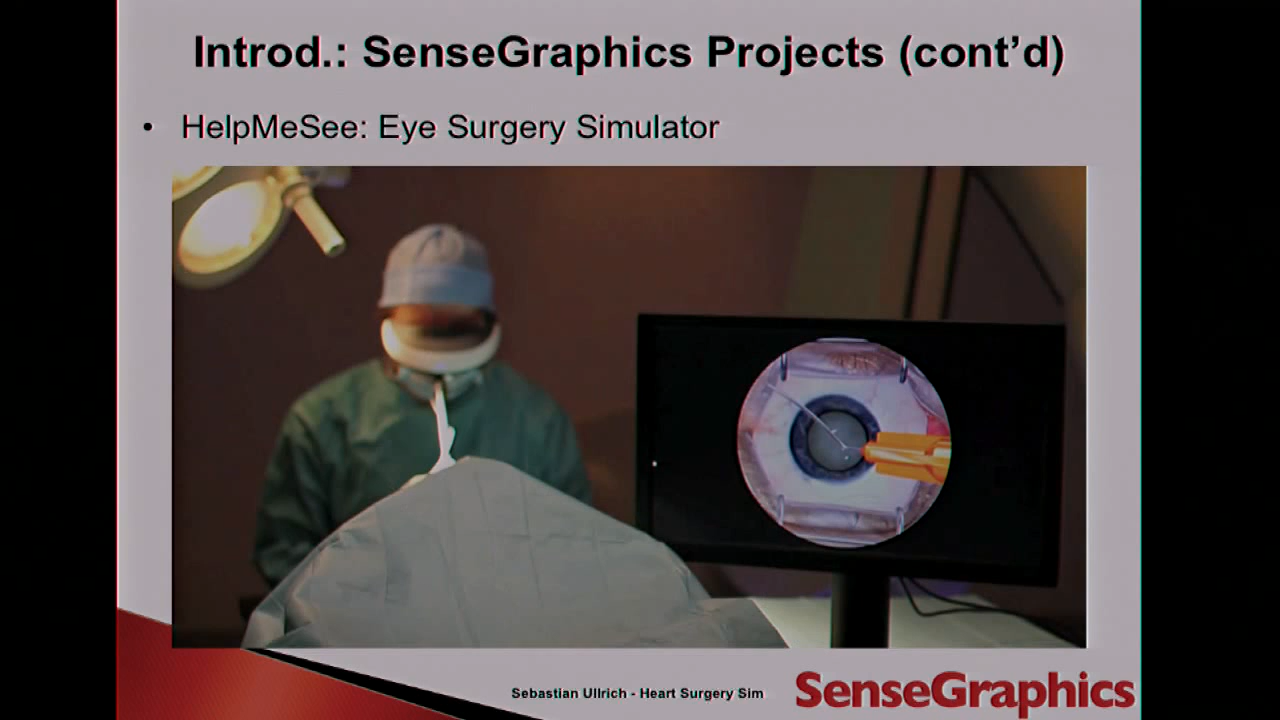 Introd.: SenseGraphics Projects (cont’d)
• HelpMeSee: Eye Surgery Simulator
Sebastian Ullrich - Heart Surgery Sim
SenseGraphics